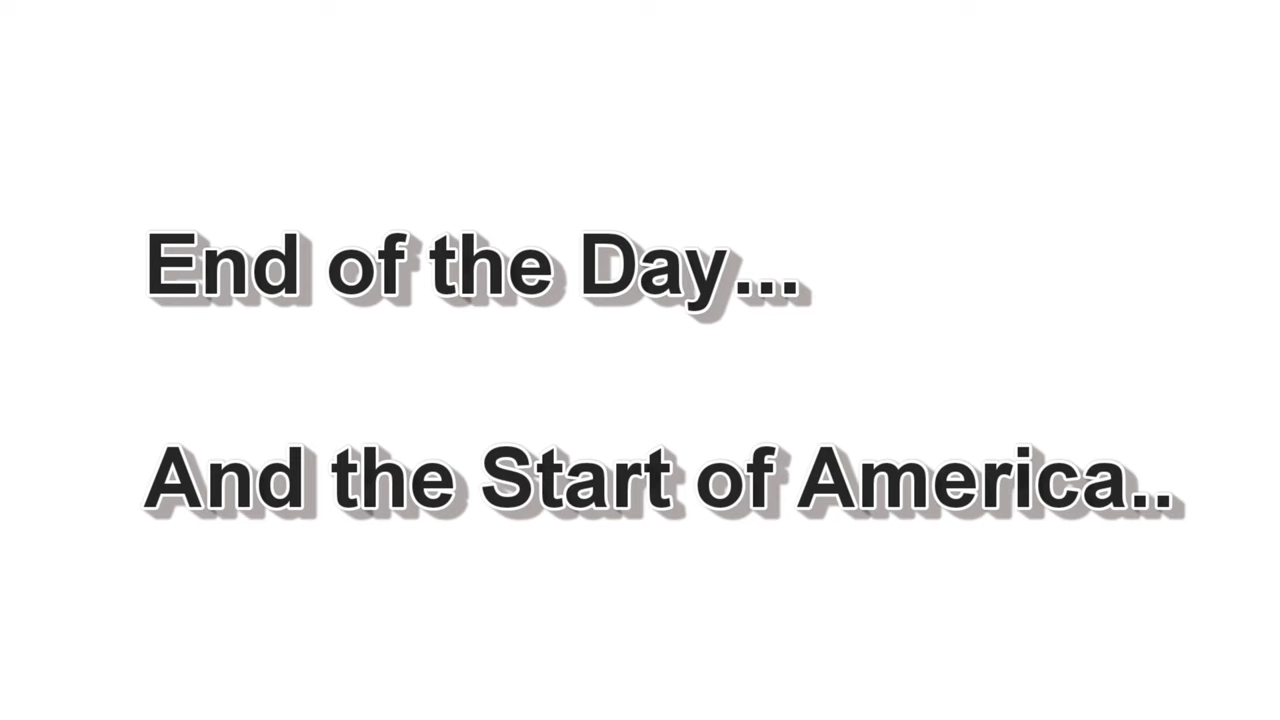 End of the Day...
And the Start of America..